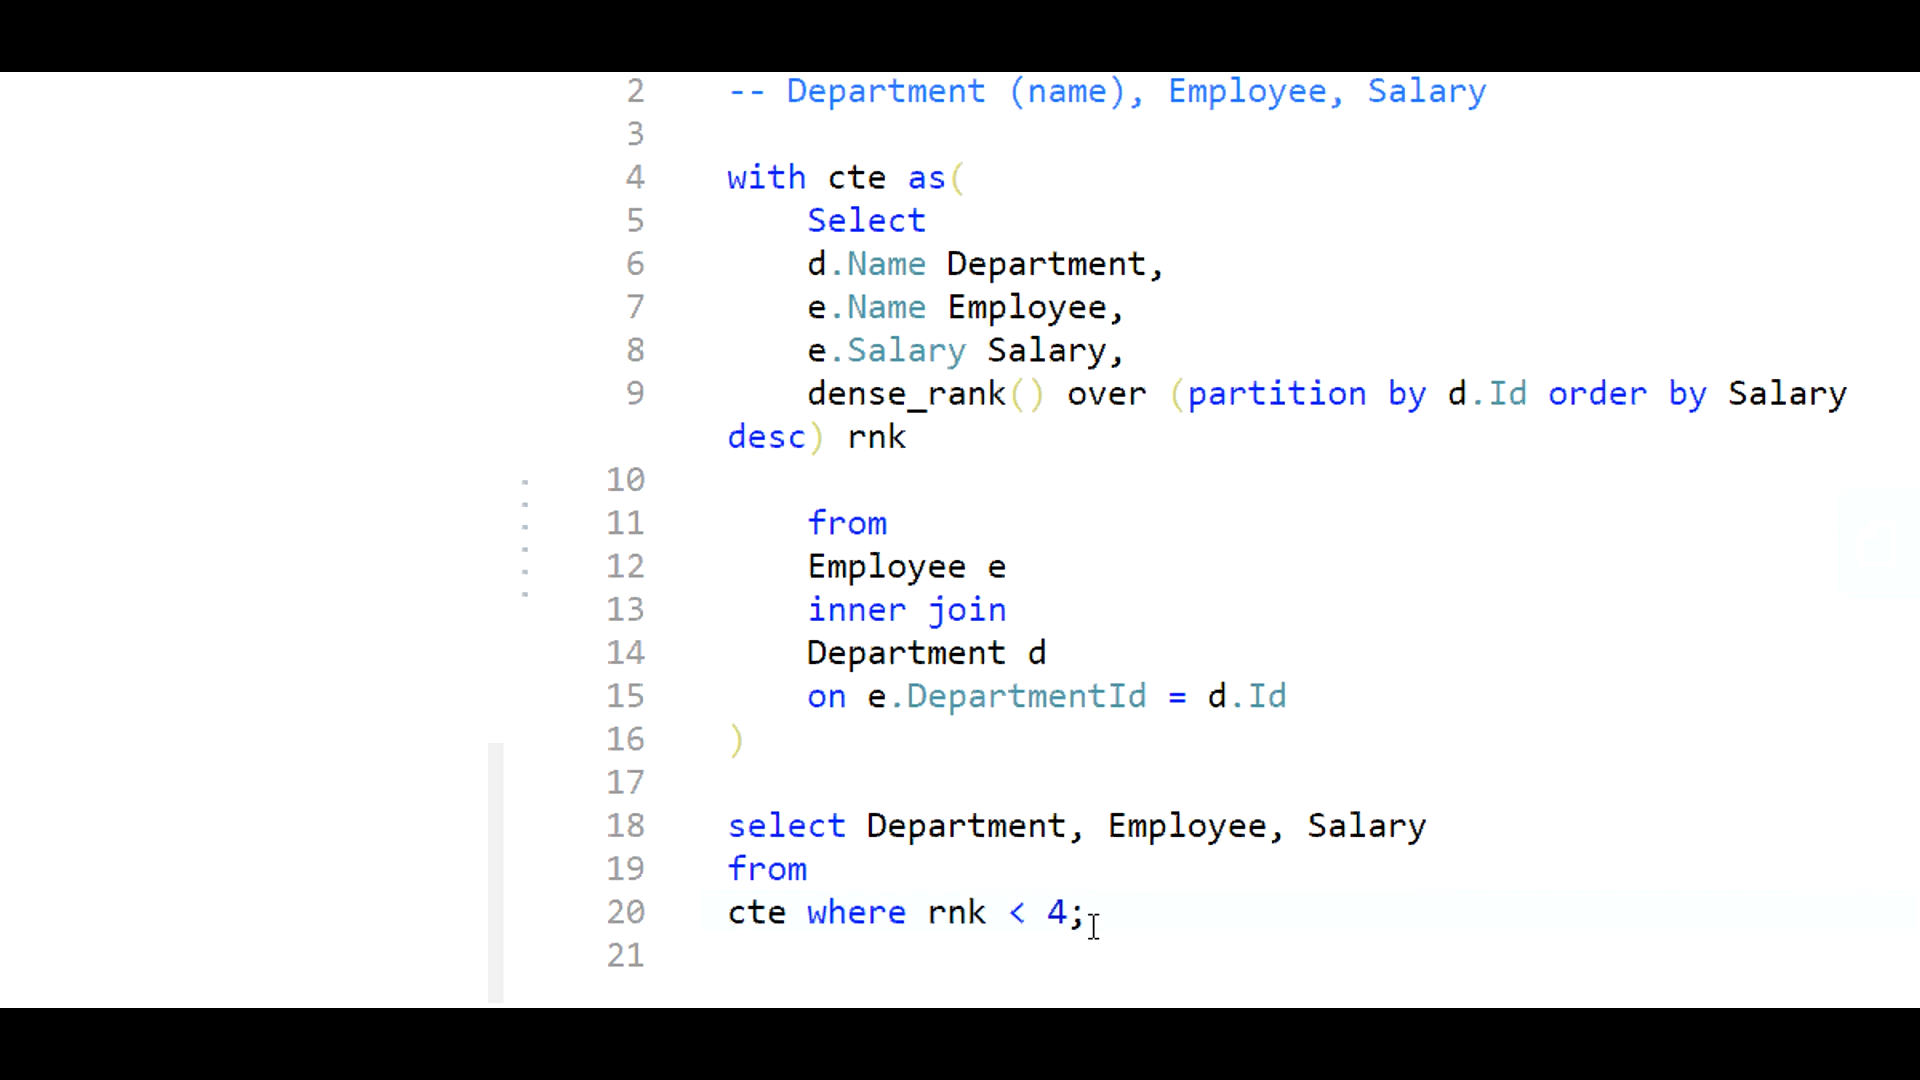 2 -- Department (name), Employee, Salary
3
4 with cte as(
5 Select
6 d.Name Department,
7 e.Name Employee,
8 e.Salary Salary,
9 dense_rank() over (partition by d.Id order by Salary
desc) rnk
10
11 from
12 Employee e
13 inner join
14 Department d
15 on e.DepartmentId = d.Id
16 )
17
18 select Department, Employee, Salary
19 from
20 cte where rnk < 4;
21